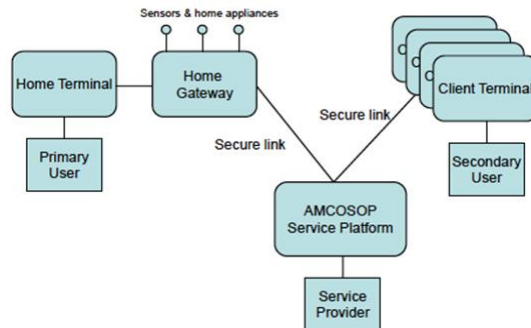 Sensors & home appliances
Home Terminal
Home
Gateway
C
C
C
Client Terminal
Secure link
Secure link
Primary
User
Secondary
User
AMCOSOP
Service Platform
Service
Provider